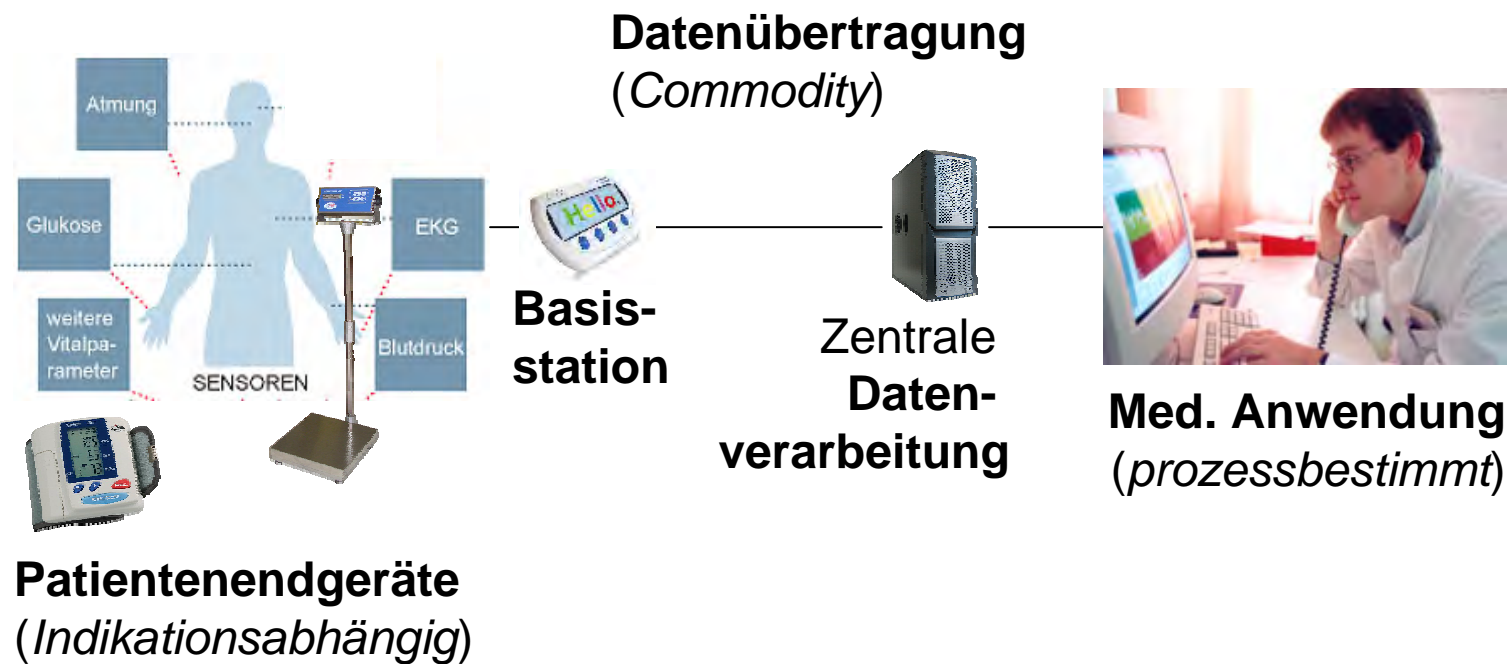 Datenübertragung
(Commodity)
Atmung
Glukose
EKG
weitere
Vitalpa-
rameter
Blutdruck
SENSOREN
Hello.
Basis-
station
Zentrale
Daten-
verarbeitung
Med. Anwendung
(prozessbestimmt)
Patientenendgeräte
(Indikationsabhängig)